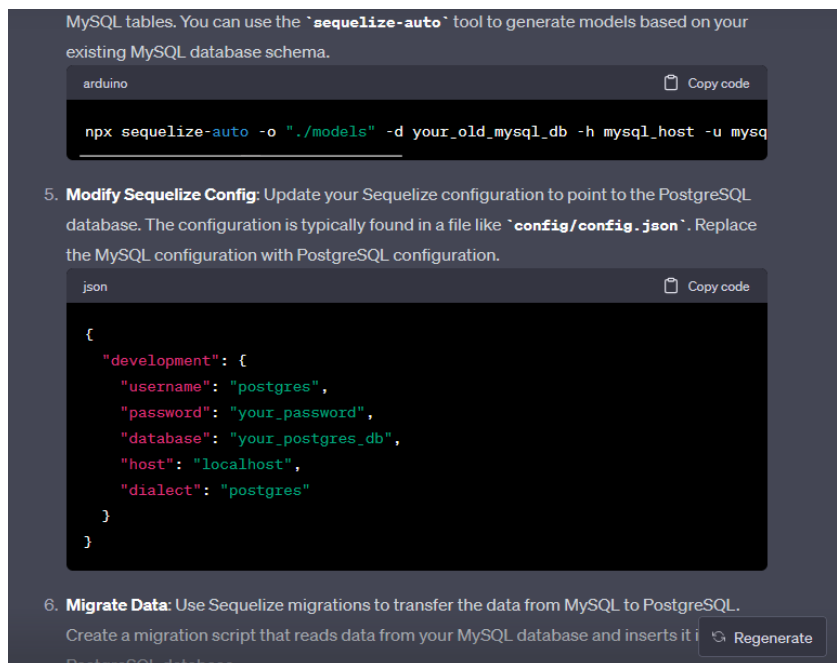 MySQL tables. You can use the `sequelize-auto` tool to generate models based on your
existing MySQL database schema.
arduino
Copy code
npx sequelize-auto -o "./models" -d your_old_mysql_db -h mysql_host -u mysq
5. Modify Sequelize Config: Update your Sequelize configuration to point to the PostgreSQL
database. The configuration is typically found in a file like `config/config.json`. Replace
the MySQL configuration with PostgreSQL configuration.
json
Copy code
{
  "development": {
    "username": "postgres",
    "password": "your_password",
    "database": "your_postgres_db",
    "host": "localhost",
    "dialect": "postgres"
  }
}
6. Migrate Data: Use Sequelize migrations to transfer the data from MySQL to PostgreSQL.
Create a migration script that reads data from your MySQL database and inserts it i
Regenerate
PostgreSQL database